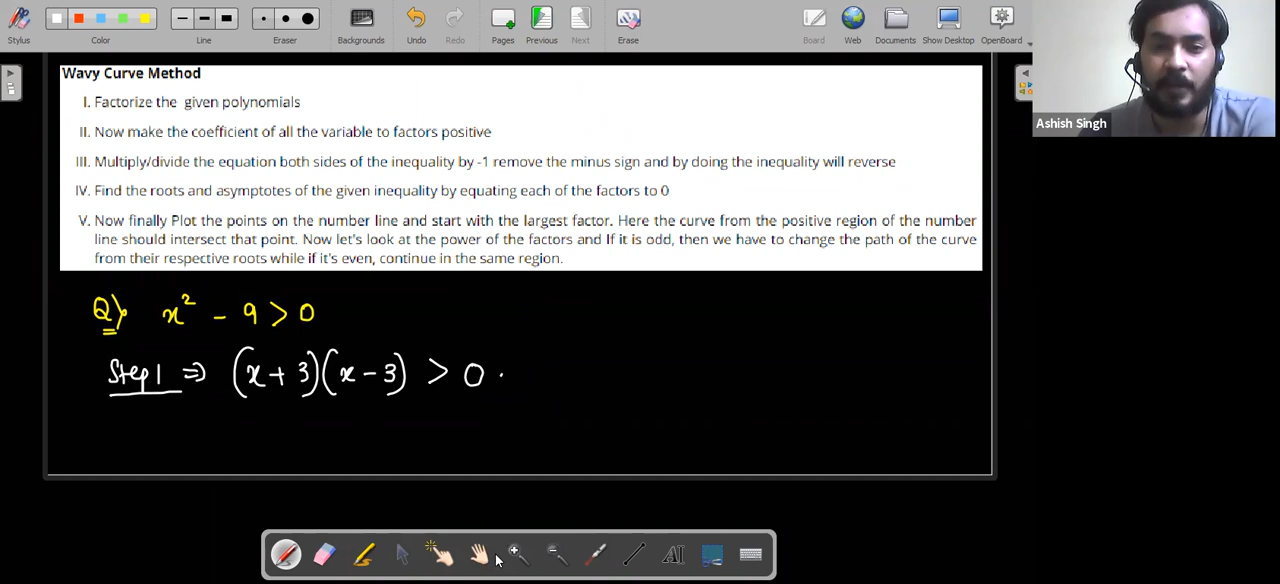 Stylus Color Line Eraser Backgrounds Undo Redo Pages Previous Next Erase Board Web Documents Show Desktop OpenBoard
Ashish Singh
Wavy Curve Method
I. Factorize the given polynomials
II. Now make the coefficient of all the variable to factors positive
III. Multiply/divide the equation both sides of the inequality by -1 remove the minus sign and by doing the inequality will reverse
IV. Find the roots and asymptotes of the given inequality by equating each of the factors to 0
V. Now finally Plot the points on the number line and start with the largest factor. Here the curve from the positive region of the number
line should intersect that point. Now let's look at the power of the factors and If it is odd, then we have to change the path of the curve
from their respective roots while if it's even, continue in the same region.
Q) x² - 9 > 0
Step 1 ⇒ (x + 3)(x - 3) > 0.
AI